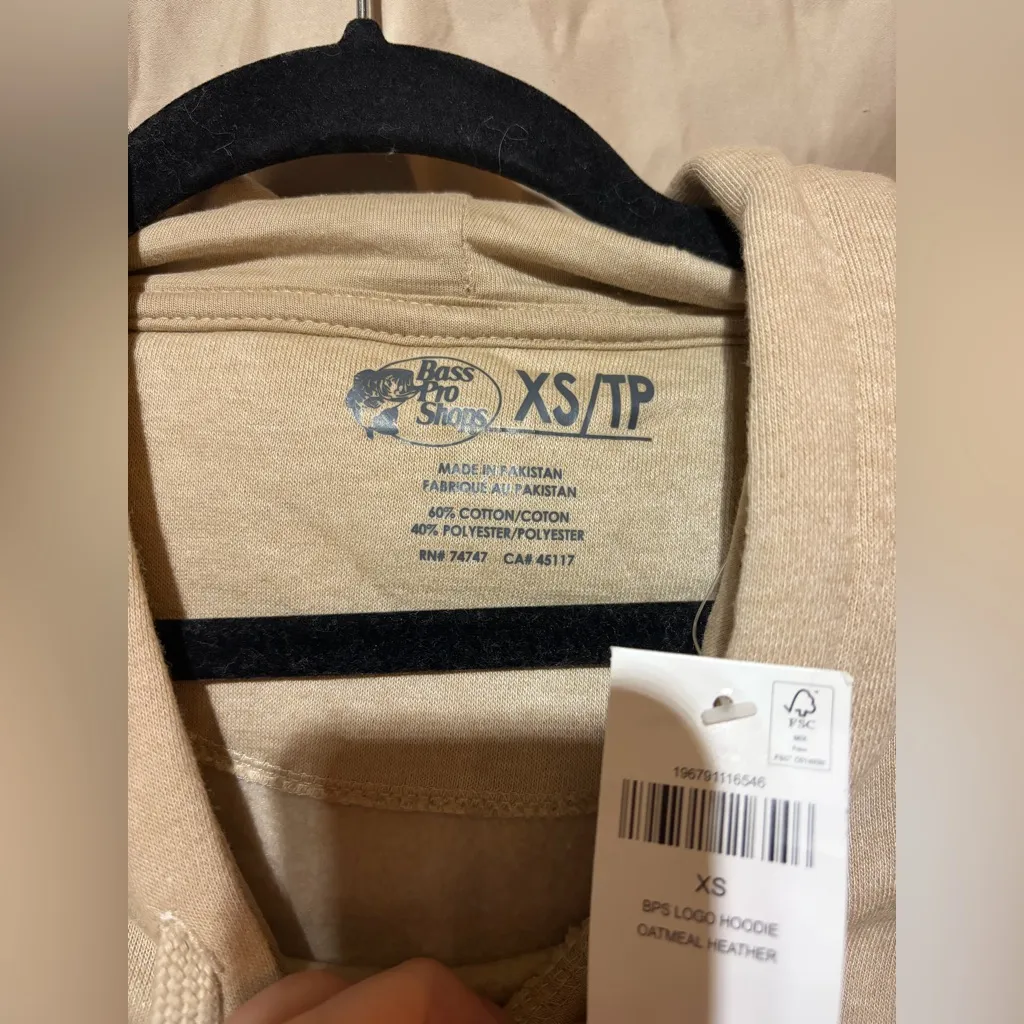 Bass
Pro
Shops
XS/TP
MADE IN PAKISTAN
FABRIQUE AU PAKISTAN
60% COTTON/COTON
40% POLYESTER/POLYESTER
RN# 74747 CA# 45117
FSC
196791116546
XS
BPS LOGO HOODIE
OATMEAL HEATHER